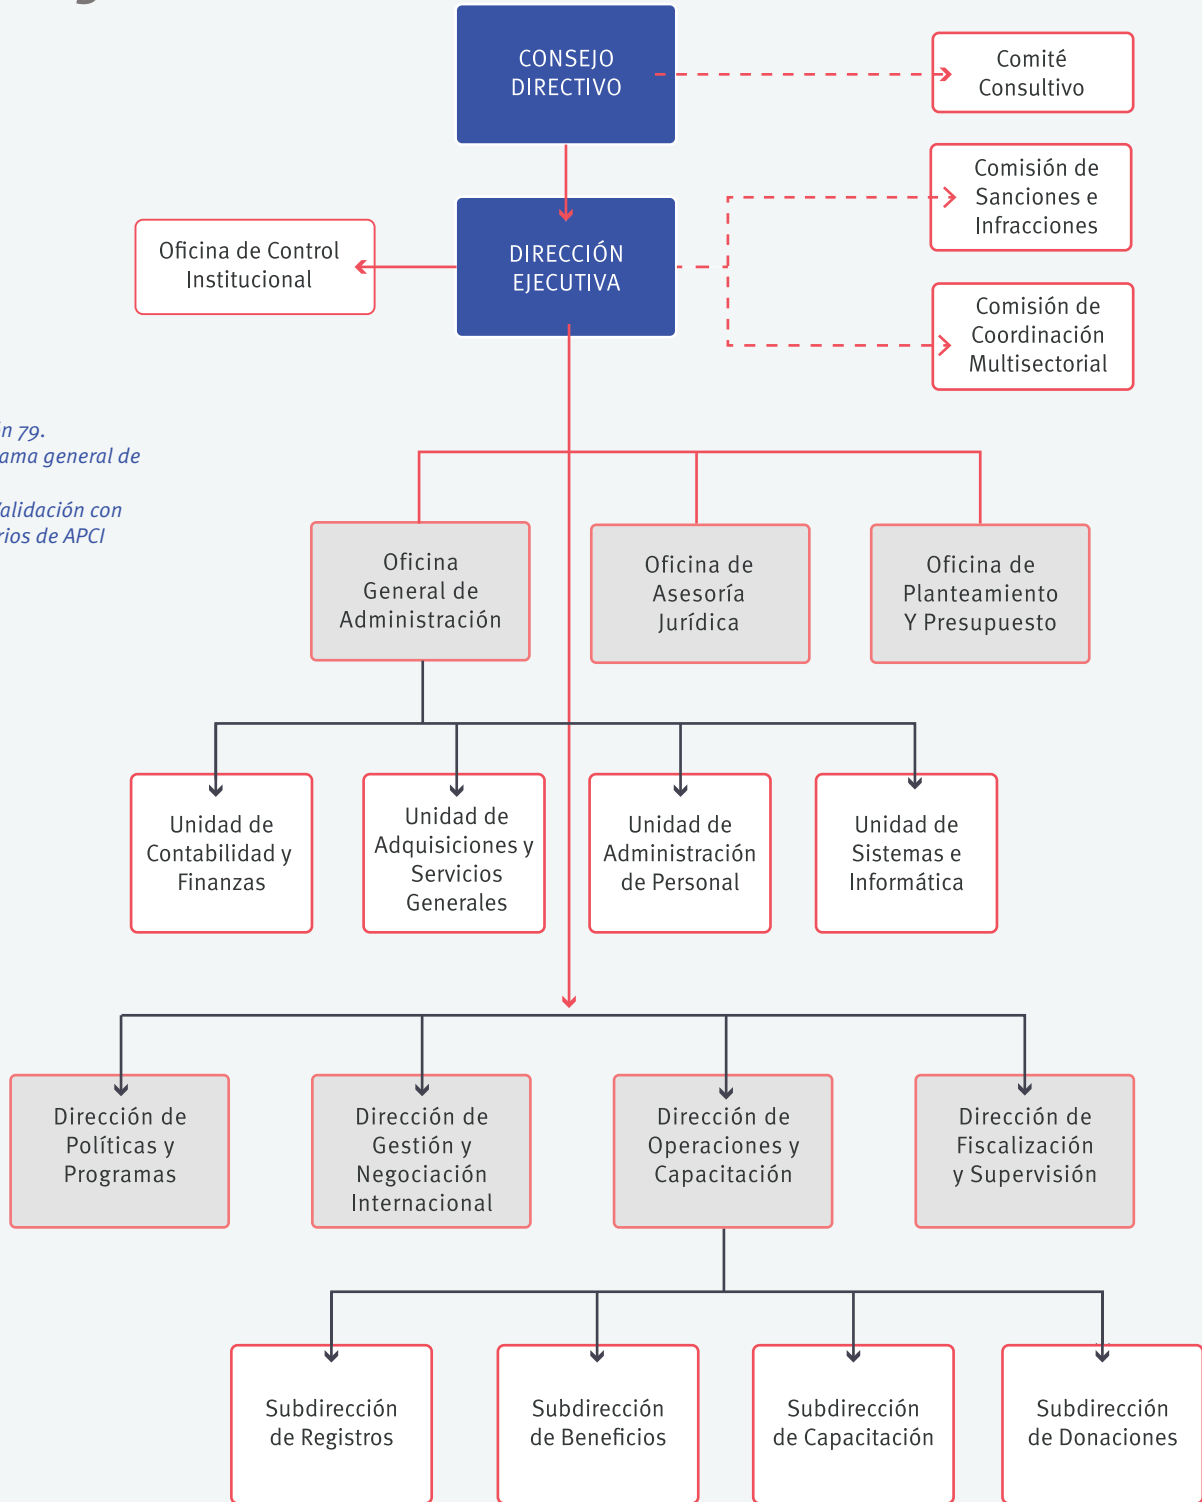 CONSEJO
DIRECTIVO
Comité
Consultivo
Comisión de
Sanciones e
Infracciones
DIRECCIÓN
EJECUTIVA
Oficina de Control
Institucional
Comisión de
Coordinación
Multisectorial
79.
general de
Validación con
de APCI
Oficina
General de
Administración
Oficina de
Asesoría
Jurídica
Oficina de
Planteamiento
Y Presupuesto
Unidad de
Contabilidad y
Finanzas
Unidad de
Adquisiciones y
Servicios
Generales
Unidad de
Administración
de Personal
Unidad de
Sistemas e
Informática
Dirección de
Políticas y
Programas
Dirección de
Gestión y
Negociación
Internacional
Dirección de
Operaciones y
Capacitación
Dirección de
Fiscalización
y Supervisión
Subdirección
de Registros
Subdirección
de Beneficios
Subdirección
de Capacitación
Subdirección
de Donaciones